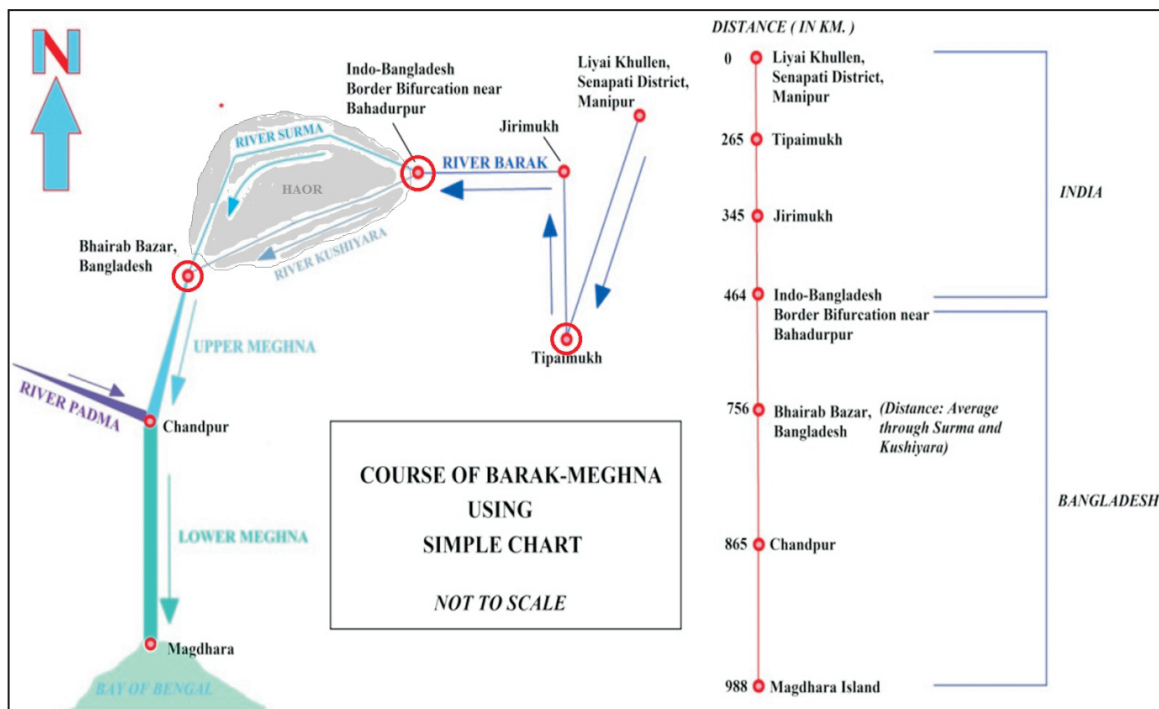 N
DISTANCE ( IN KM. )
Indo-Bangladesh
Border Bifurcation near
Bahadurpur
Liyai Khullen,
Senapati District,
Manipur
Jirimukh
RIVER SURMA
RIVER BARAK
HAOR
RIVER KUSHIYARA
Bhairab Bazar,
Bangladesh
Tipaimukh
UPPER MEGHNA
RIVER PADMA
Chandpur
LOWER MEGHNA
Magdhara
BAY OF BENGAL
COURSE OF BARAK-MEGHNA
USING
SIMPLE CHART
NOT TO SCALE
0 Liyai Khullen,
Senapati District,
Manipur
265 Tipaimukh
345 Jirimukh
464 Indo-Bangladesh
Border Bifurcation near
Bahadurpur
756 Bhairab Bazar,
Bangladesh
(Distance: Average
through Surma and
Kushiyara)
865 Chandpur
988 Magdhara Island
INDIA
BANGLADESH